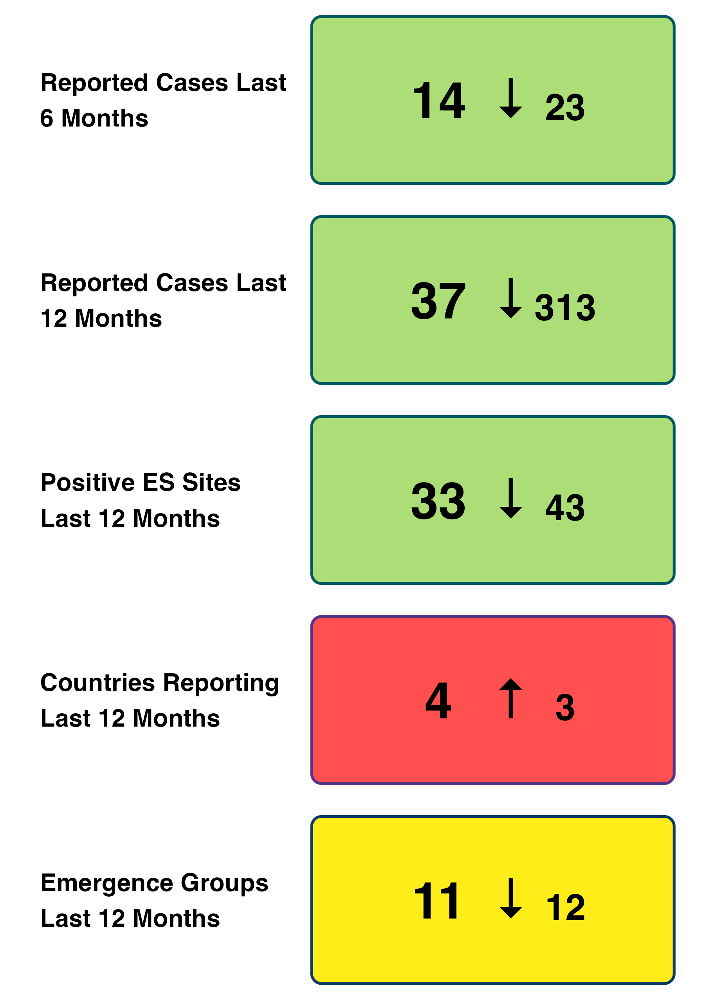 Reported Cases Last
6 Months
14 ↓ 23
Reported Cases Last
12 Months
37 ↓ 313
Positive ES Sites
Last 12 Months
33 ↓ 43
Countries Reporting
Last 12 Months
4 ↑ 3
Emergence Groups
Last 12 Months
11 ↓ 12